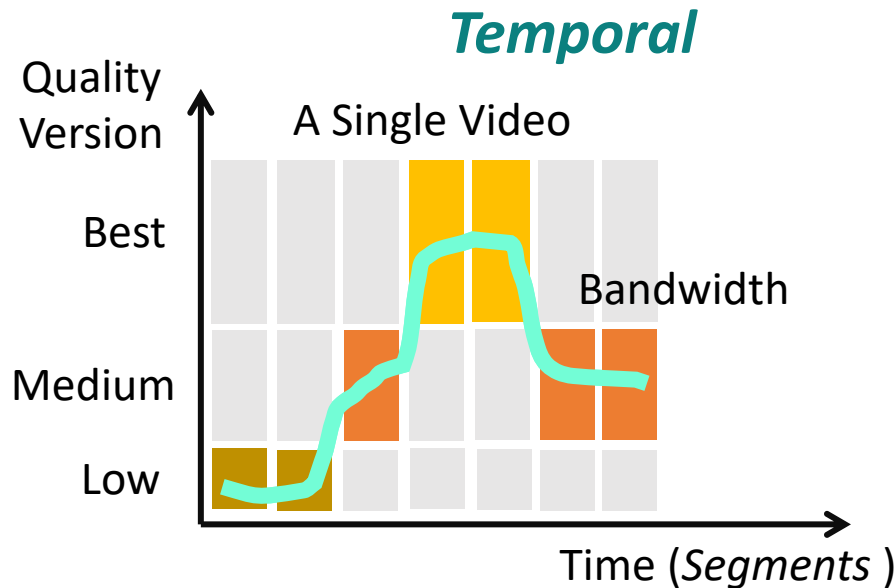 Temporal
Quality
Version
A Single Video
Best
Bandwidth
Medium
Low
Time (Segments )